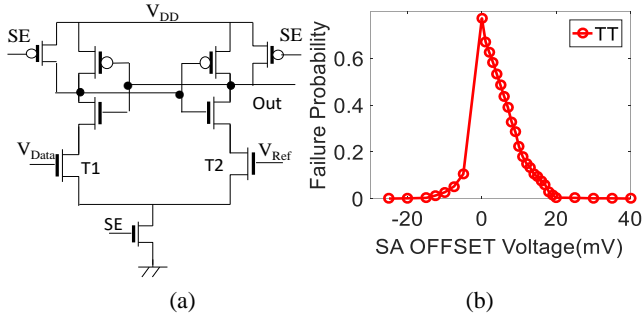 V_DD
SE
SE
Out
V_Data
T1
T2
V_Ref
SE
(a)
Failure Probability
0.6
0.4
0.2
0
TT
-20
0
20
40
SA OFFSET Voltage(mV)
(b)